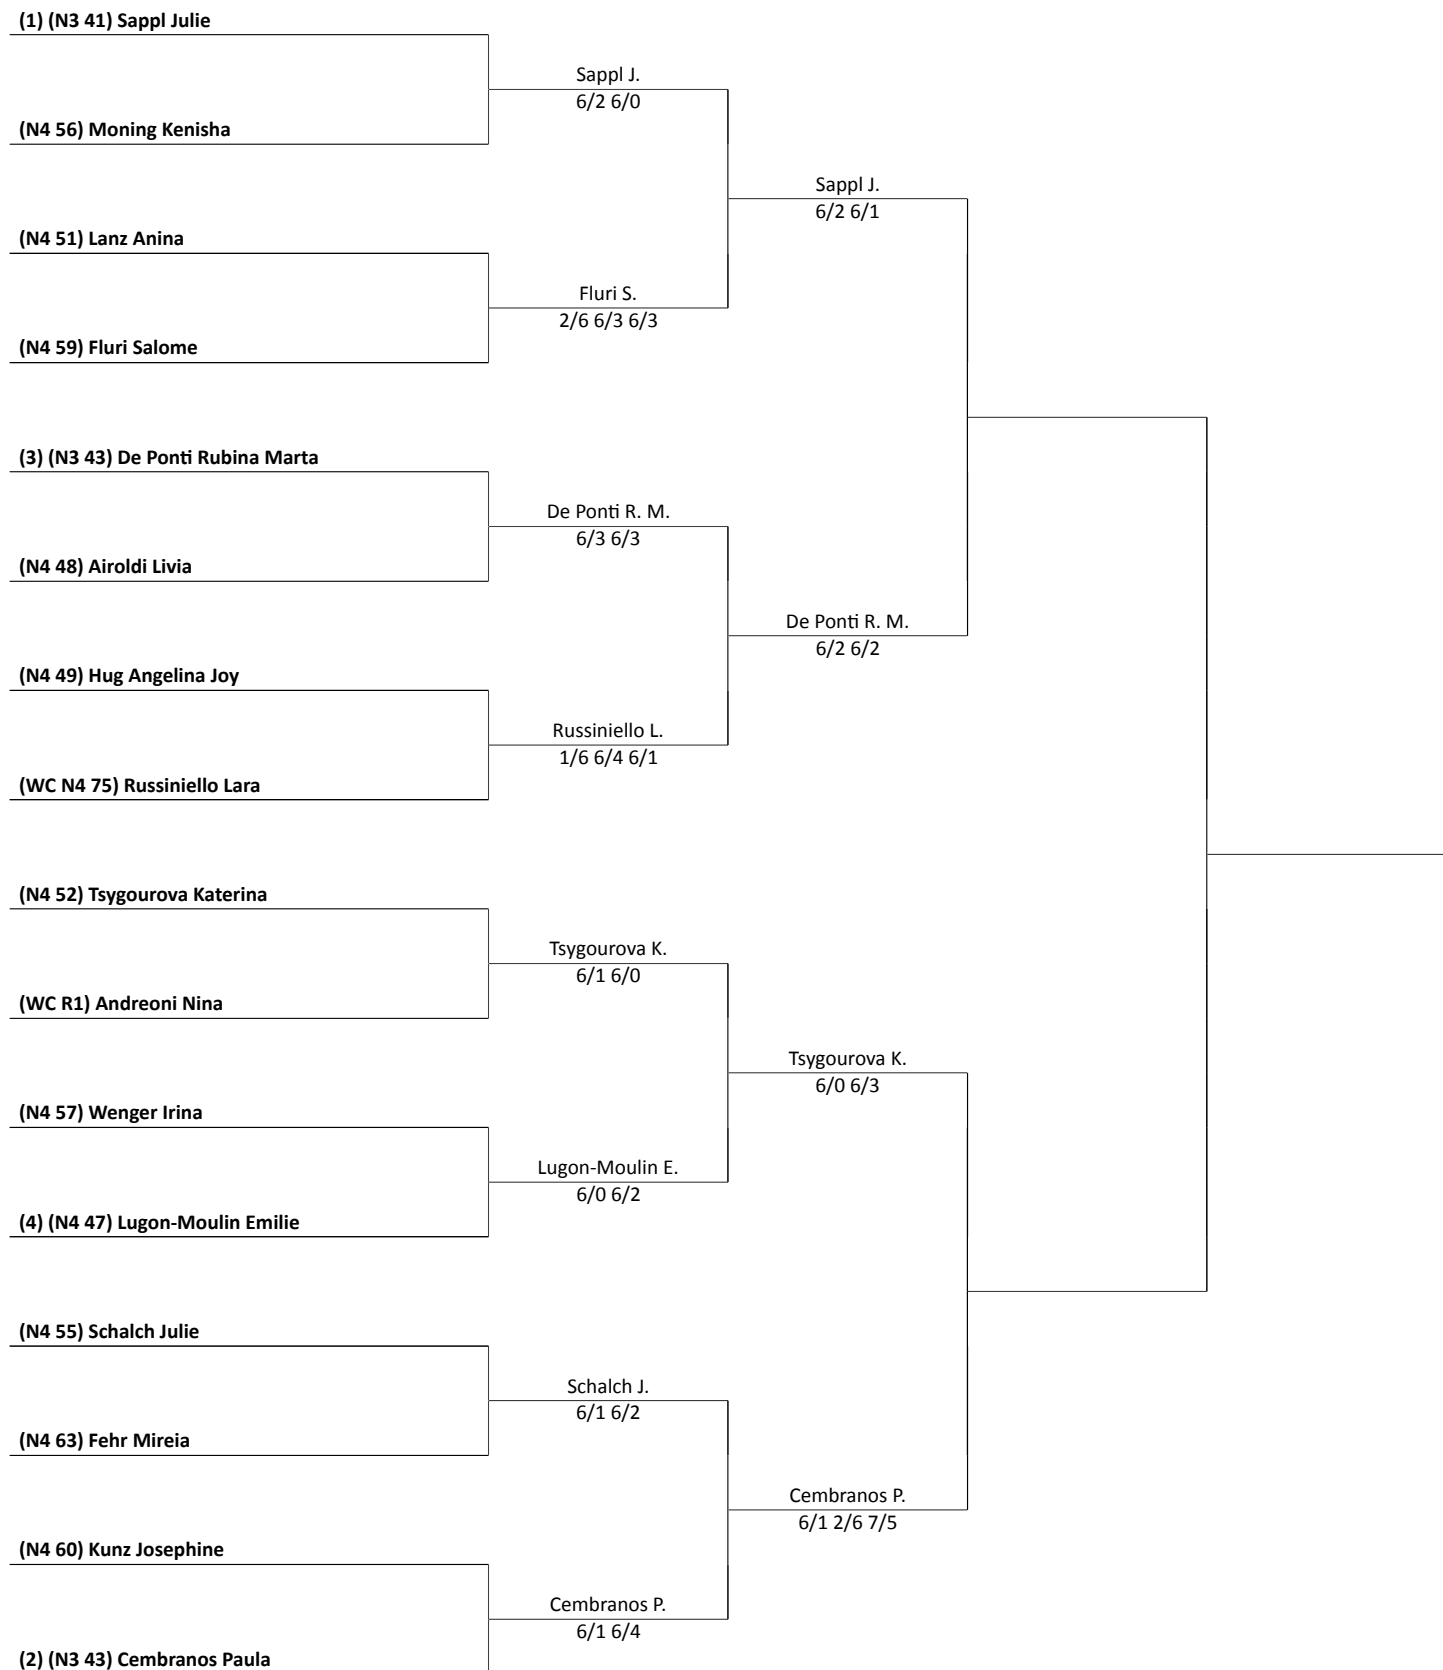 (1) (N3 41) Sappl Julie
Sappl J.
6/2 6/0
(N4 56) Moning Kenisha
Sappl J.
6/2 6/1
(N4 51) Lanz Anina
Fluri S.
2/6 6/3 6/3
(N4 59) Fluri Salome
(3) (N3 43) De Ponti Rubina Marta
De Ponti R. M.
6/3 6/3
(N4 48) Airoldi Livia
De Ponti R. M.
6/2 6/2
(N4 49) Hug Angelina Joy
Russiniello L.
1/6 6/4 6/1
(WC N4 75) Russiniello Lara
(N4 52) Tsygourova Katerina
Tsygourova K.
6/1 6/0
(WC R1) Andreoni Nina
Tsygourova K.
6/0 6/3
(N4 57) Wenger Irina
Lugon-Moulin E.
6/0 6/2
(4) (N4 47) Lugon-Moulin Emilie
(N4 55) Schalch Julie
Schalch J.
6/1 6/2
(N4 63) Fehr Mireia
Cembranos P.
6/1 2/6 7/5
(N4 60) Kunz Josephine
Cembranos P.
6/1 6/4
(2) (N3 43) Cembranos Paula